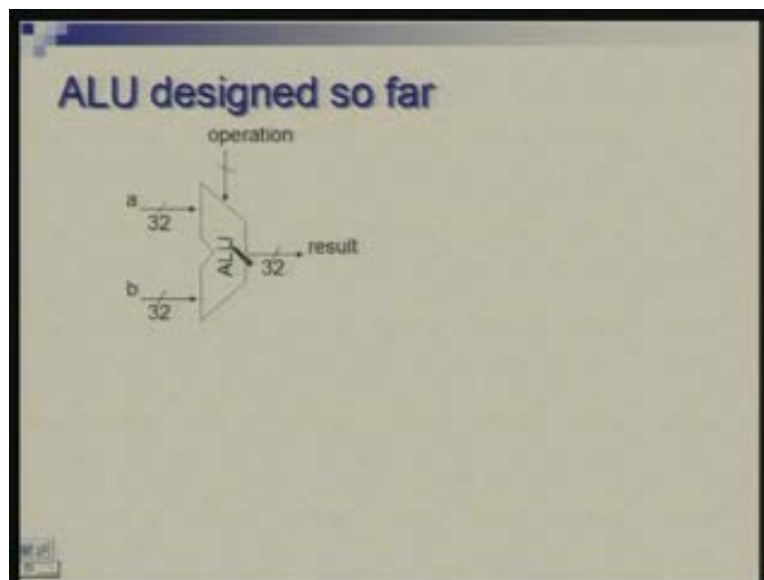 ALU designed so far
operation
a
32
ALU
32
result
b
32